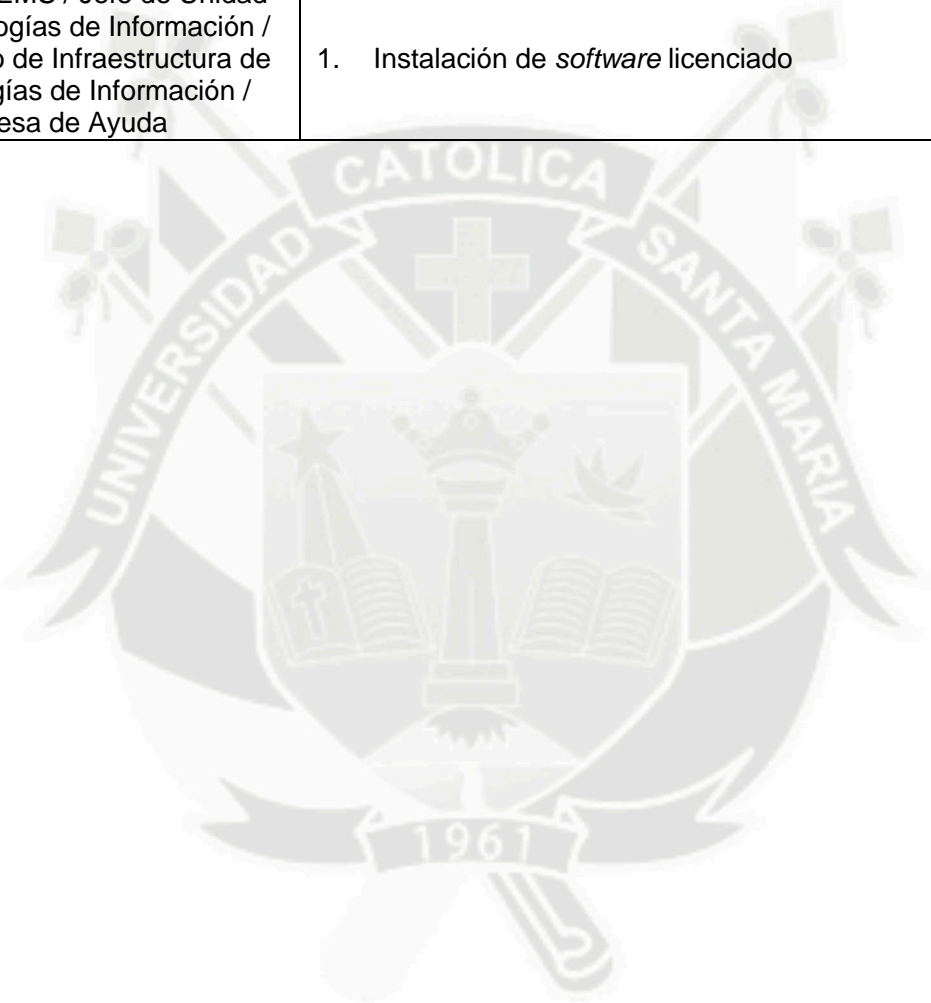 ogías de Información /
o de Infraestructura de
gías de Información /
esa de Ayuda
1. Instalación de software licenciado
UNIVERSIDAD CATOLICA SANTA MARIA
1961